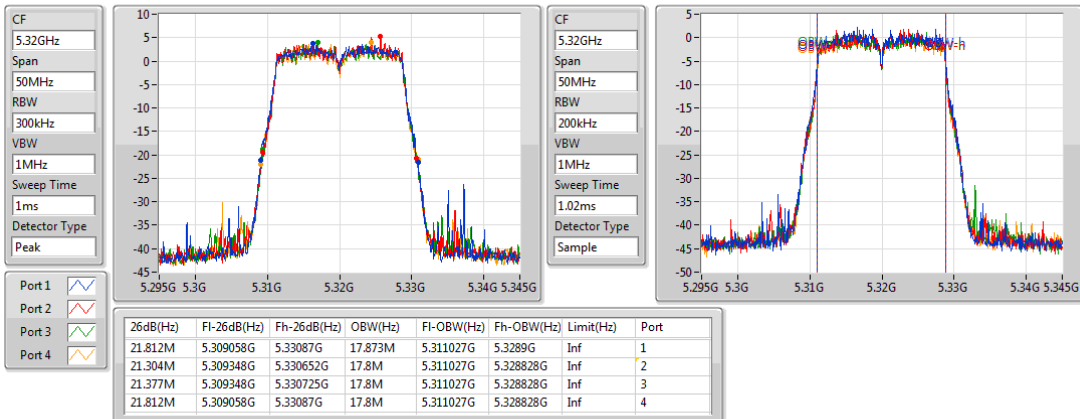 CF
5.32GHz
Span
50MHz
RBW
300kHz
VBW
1MHz
Sweep Time
1ms
Detector Type
Peak
10
5
0
-5
-10
-15
-20
-25
-30
-35
-40
-45
5.295G 5.3G 5.31G 5.32G 5.33G 5.34G 5.345G
CF
5.32GHz
Span
50MHz
RBW
200kHz
VBW
1MHz
Sweep Time
1.02ms
Detector Type
Sample
5
0
-5
-10
-15
-20
-25
-30
-35
-40
-45
-50
5.295G 5.3G 5.31G 5.32G 5.33G 5.34G 5.345G
Port 1
Port 2
Port 3
Port 4
26dB(Hz) Fl-26dB(Hz) Fh-26dB(Hz) OBW(Hz) Fl-OBW(Hz) Fh-OBW(Hz) Limit(Hz) Port
21.812M 5.309058G 5.33087G 17.873M 5.311027G 5.3289G Inf 1
21.304M 5.309348G 5.330652G 17.8M 5.311027G 5.328828G Inf 2
21.377M 5.309348G 5.330725G 17.8M 5.311027G 5.328828G Inf 3
21.812M 5.309058G 5.33087G 17.8M 5.311027G 5.328828G Inf 4